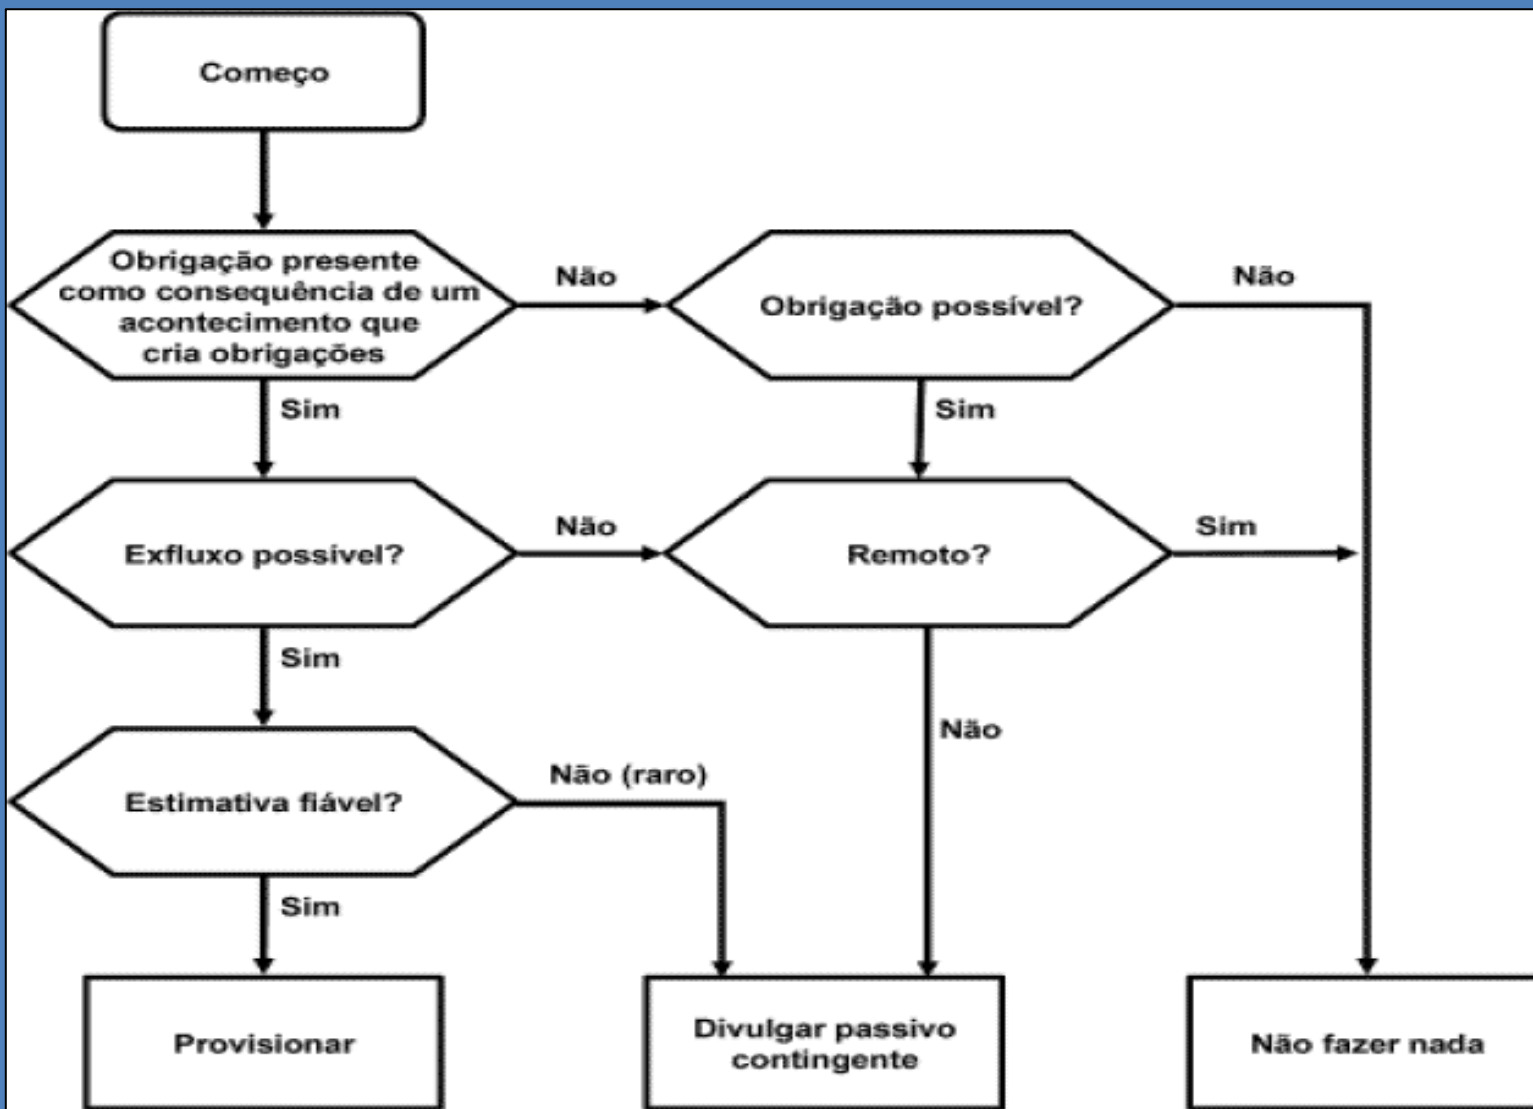 Começo
Obrigação presente
como consequência de um
acontecimento que
cria obrigações
Não
Obrigação possível?
Não
Sim
Sim
Exfluxo possível?
Não
Remoto?
Sim
Sim
Não
Estimativa fiável?
Não (raro)
Sim
Provisionar
Divulgar passivo
contingente
Não fazer nada